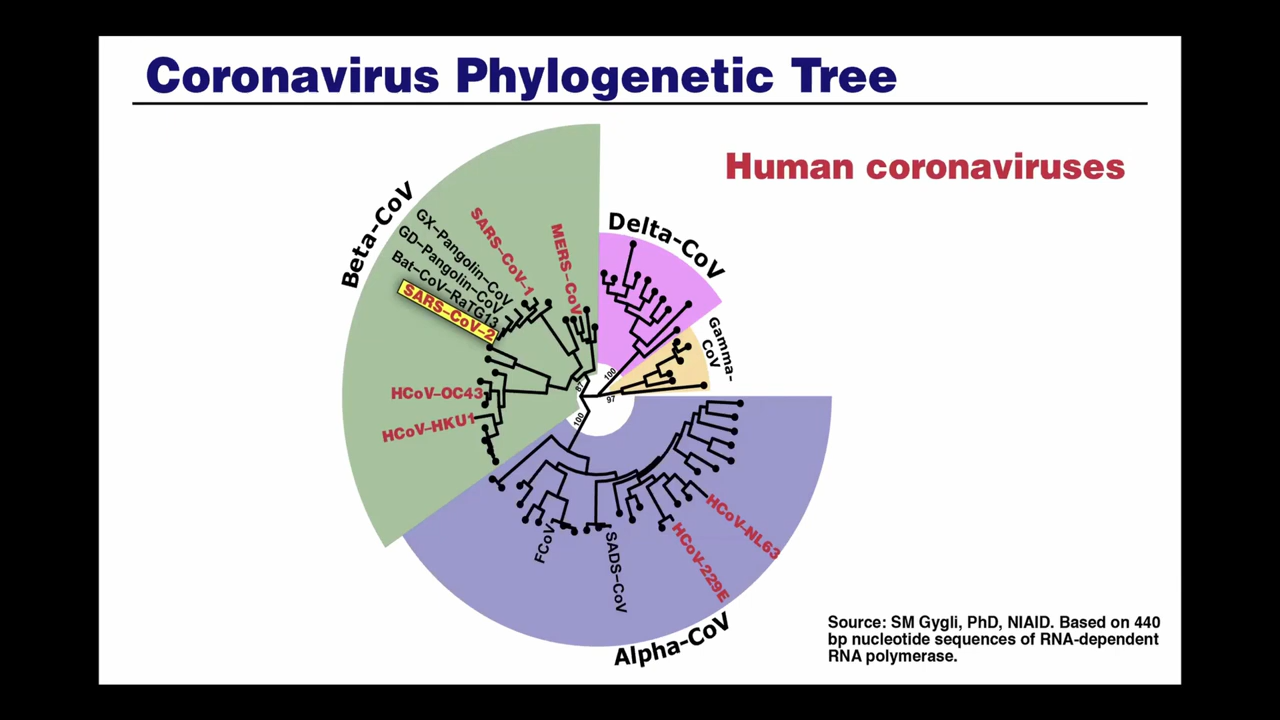 Coronavirus Phylogenetic Tree
Human coronaviruses
Beta-CoV
GX–Pangolin–CoV
GD–Pangolin–CoV
Bat–CoV–RaTG13
SARS–CoV–2
SARS–CoV–1
MERS–CoV
Delta-CoV
Gamma-
CoV
HCoV–OC43
HCoV–HKU1
87
100
97
100
FCoV
SADS–CoV
HCoV–229E
HCoV–NL63
Alpha-CoV
Source: SM Gygli, PhD, NIAID. Based on 440
bp nucleotide sequences of RNA-dependent
RNA polymerase.